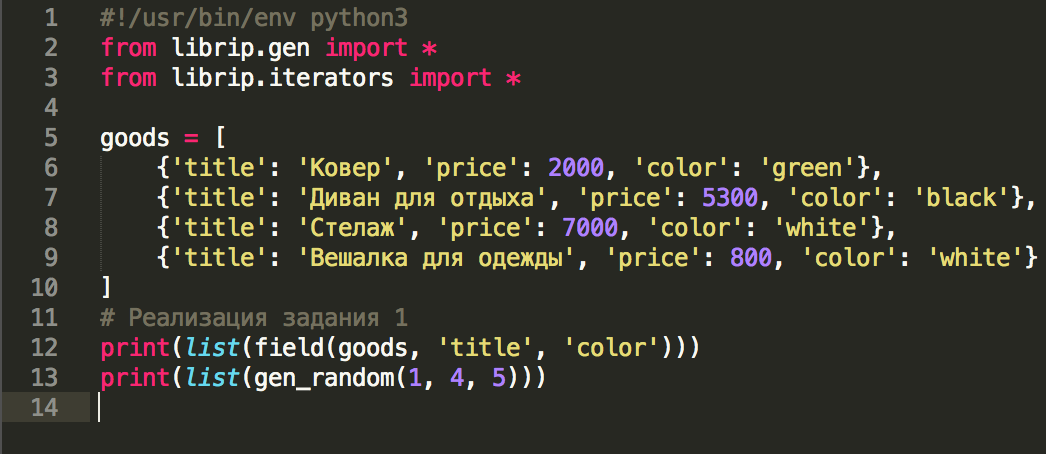 1 #!/usr/bin/env python3
2 from librip.gen import *
3 from librip.iterators import *
4
5 goods = [
6     {'title': 'Ковер', 'price': 2000, 'color': 'green'},
7     {'title': 'Диван для отдыха', 'price': 5300, 'color': 'black'},
8     {'title': 'Стелаж', 'price': 7000, 'color': 'white'},
9     {'title': 'Вешалка для одежды', 'price': 800, 'color': 'white'}
10 ]
11 # Реализация задания 1
12 print(list(field(goods, 'title', 'color')))
13 print(list(gen_random(1, 4, 5)))
14